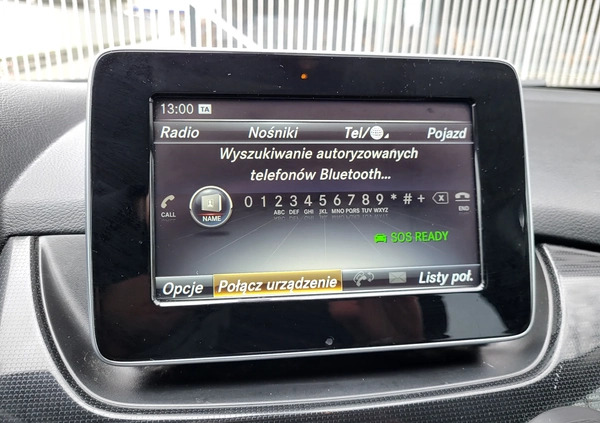 13:00 TA
Radio Nośniki Tel/ Pojazd
Wyszukiwanie autoryzowanych
telefonów Bluetooth...
0 1 2 3 4 5 6 7 8 9 * # +
CALL NAME ABC DEF GHI JKL MNO PQRS TUV WXYZ END
SOS READY
Opcje Połącz urządzenie Listy poł.